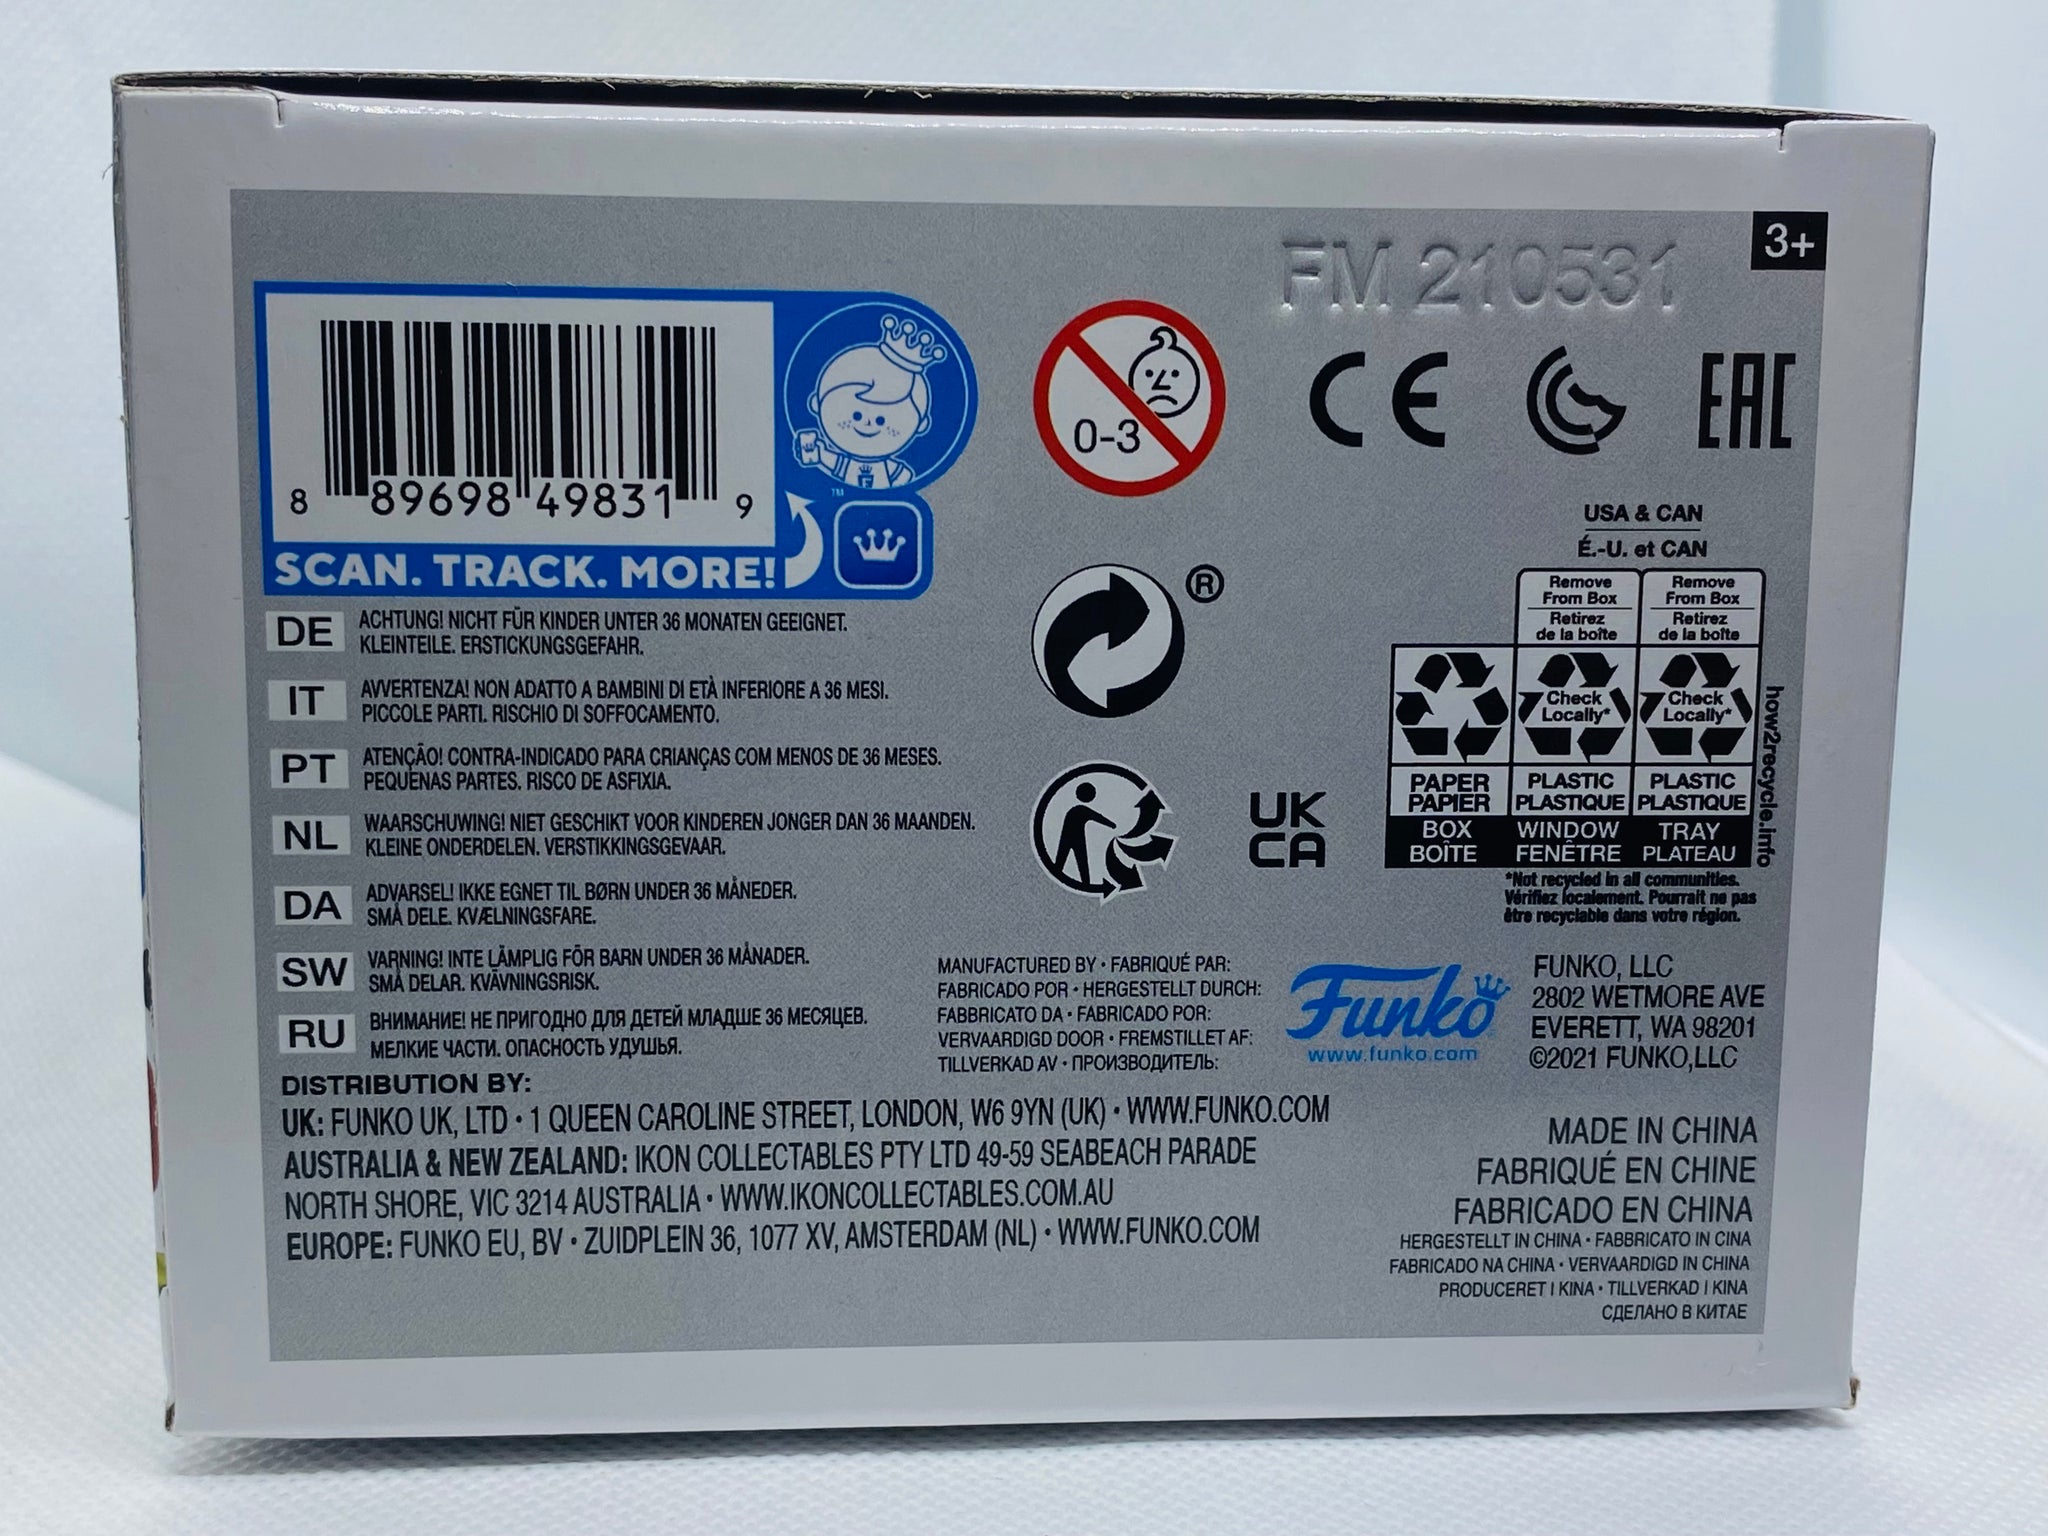 FM 210531
3+
8 89698 49831 9
SCAN. TRACK. MORE!
TM
F
0-3
CE
EAC
®
UK
CA
USA & CAN
É.-U. et CAN
Remove
From Box
Retirez
de la boîte
Remove
From Box
Retirez
de la boîte
Check
Locally*
Check
Locally*
PAPER
PAPIER
PLASTIC
PLASTIQUE
PLASTIC
PLASTIQUE
BOX
BOÎTE
WINDOW
FENÊTRE
TRAY
PLATEAU
how2recycle.info
*Not recycled in all communities.
Vérifiez localement. Pourrait ne pas
être recyclable dans votre région.
DE ACHTUNG! NICHT FÜR KINDER UNTER 36 MONATEN GEEIGNET.
KLEINTEILE. ERSTICKUNGSGEFAHR.
IT AVVERTENZA! NON ADATTO A BAMBINI DI ETÀ INFERIORE A 36 MESI.
PICCOLE PARTI. RISCHIO DI SOFFOCAMENTO.
PT ATENÇÃO! CONTRA-INDICADO PARA CRIANÇAS COM MENOS DE 36 MESES.
PEQUENAS PARTES. RISCO DE ASFIXIA.
NL WAARSCHUWING! NIET GESCHIKT VOOR KINDEREN JONGER DAN 36 MAANDEN.
KLEINE ONDERDELEN. VERSTIKKINGSGEVAAR.
DA ADVARSEL! IKKE EGNET TIL BØRN UNDER 36 MÅNEDER.
SMÅ DELE. KVÆLNINGSFARE.
SW VARNING! INTE LÄMPLIG FÖR BARN UNDER 36 MÅNADER.
SMÅ DELAR. KVÄVNINGSRISK.
RU ВНИМАНИЕ! НЕ ПРИГОДНО ДЛЯ ДЕТЕЙ МЛАДШЕ 36 МЕСЯЦЕВ.
МЕЛКИЕ ЧАСТИ. ОПАСНОСТЬ УДУШЬЯ.
MANUFACTURED BY • FABRIQUÉ PAR:
FABRICADO POR • HERGESTELLT DURCH:
FABBRICATO DA • FABRICADO POR:
VERVAARDIGD DOOR • FREMSTILLET AF:
TILLVERKAD AV • ПРОИЗВОДИТЕЛЬ:
Funko
www.funko.com
FUNKO, LLC
2802 WETMORE AVE
EVERETT, WA 98201
©2021 FUNKO,LLC
DISTRIBUTION BY:
UK: FUNKO UK, LTD • 1 QUEEN CAROLINE STREET, LONDON, W6 9YN (UK) • WWW.FUNKO.COM
AUSTRALIA & NEW ZEALAND: IKON COLLECTABLES PTY LTD 49-59 SEABEACH PARADE
NORTH SHORE, VIC 3214 AUSTRALIA • WWW.IKONCOLLECTABLES.COM.AU
EUROPE: FUNKO EU, BV • ZUIDPLEIN 36, 1077 XV, AMSTERDAM (NL) • WWW.FUNKO.COM
MADE IN CHINA
FABRIQUÉ EN CHINE
FABRICADO EN CHINA
HERGESTELLT IN CHINA • FABBRICATO IN CINA
FABRICADO NA CHINA • VERVAARDIGD IN CHINA
PRODUCERET I KINA • TILLVERKAD I KINA
СДЕЛАНО В КИТАЕ